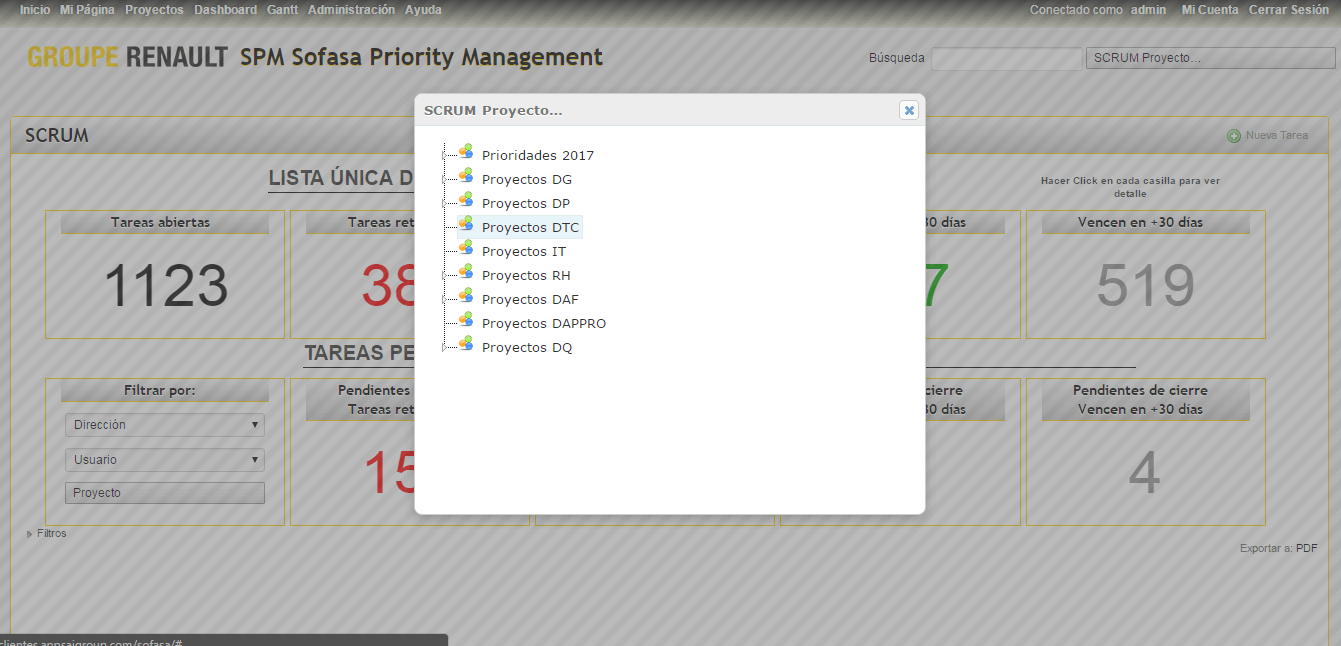 Inicio Mi Página Proyectos Dashboard Gantt Administración Ayuda
Conectado como admin Mi Cuenta Cerrar Sesión
GROUPE RENAULT SPM Sofasa Priority Management
Búsqueda
SCRUM Proyecto...
SCRUM Proyecto...
SCRUM
Nueva Tarea
Prioridades 2017
Proyectos DG
Proyectos DP
Proyectos DTC
Proyectos IT
Proyectos RH
Proyectos DAF
Proyectos DAPPRO
Proyectos DQ
LISTA ÚNICA D
Hacer Click en cada casilla para ver
detalle
Tareas abiertas
Tareas ret
30 días
Vencen en +30 días
1123
38
7
519
TAREAS PE
Filtrar por:
Pendientes
Tareas ret
cierre
30 días
Pendientes de cierre
Vencen en +30 días
Dirección
Usuario
Proyecto
15
4
Filtros
Exportar a: PDF
clientes.appsaigroup.com/sofasa/#